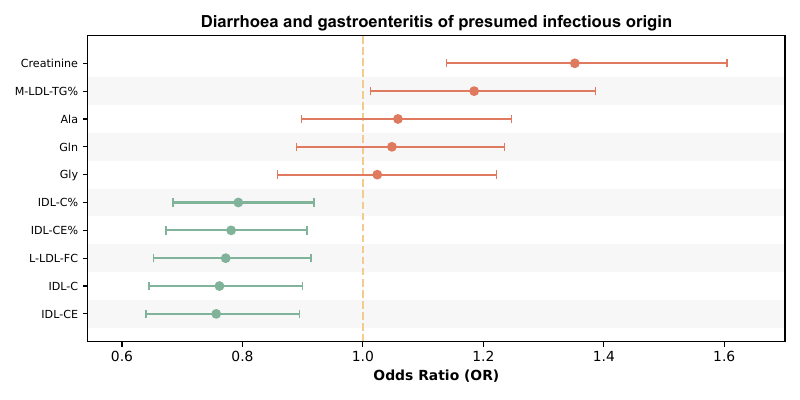 Diarrhoea and gastroenteritis of presumed infectious origin
Creatinine
M-LDL-TG%
Ala
Gln
Gly
IDL-C%
IDL-CE%
L-LDL-FC
IDL-C
IDL-CE
0.6 0.8 1.0 1.2 1.4 1.6
Odds Ratio (OR)